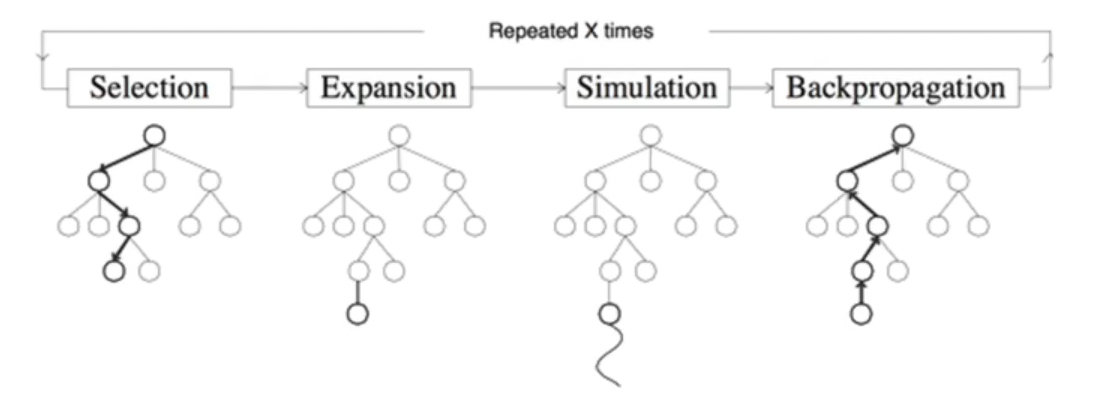 Repeated X times
Selection
Expansion
Simulation
Backpropagation